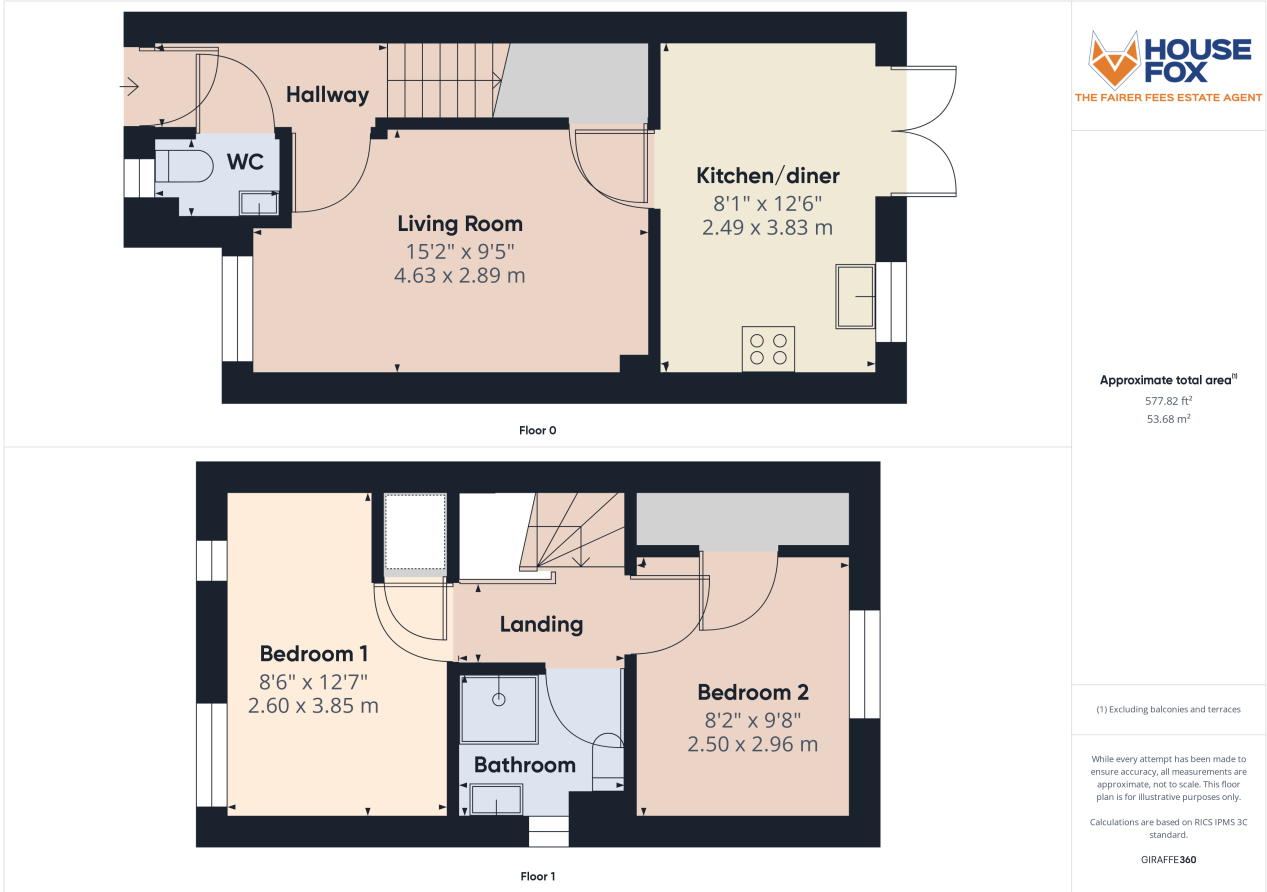 Hallway
WC
Living Room
15'2" x 9'5"
4.63 x 2.89 m
Kitchen/diner
8'1" x 12'6"
2.49 x 3.83 m
Floor 0
Bedroom 1
8'6" x 12'7"
2.60 x 3.85 m
Landing
Bathroom
Bedroom 2
8'2" x 9'8"
2.50 x 2.96 m
Floor 1
HOUSE
FOX
THE FAIRER FEES ESTATE AGENT
Approximate total area(1)
577.82 ft²
53.68 m²
(1) Excluding balconies and terraces
While every attempt has been made to
ensure accuracy, all measurements are
approximate, not to scale. This floor
plan is for illustrative purposes only.
Calculations are based on RICS IPMS 3C
standard.
GIRAFFE360